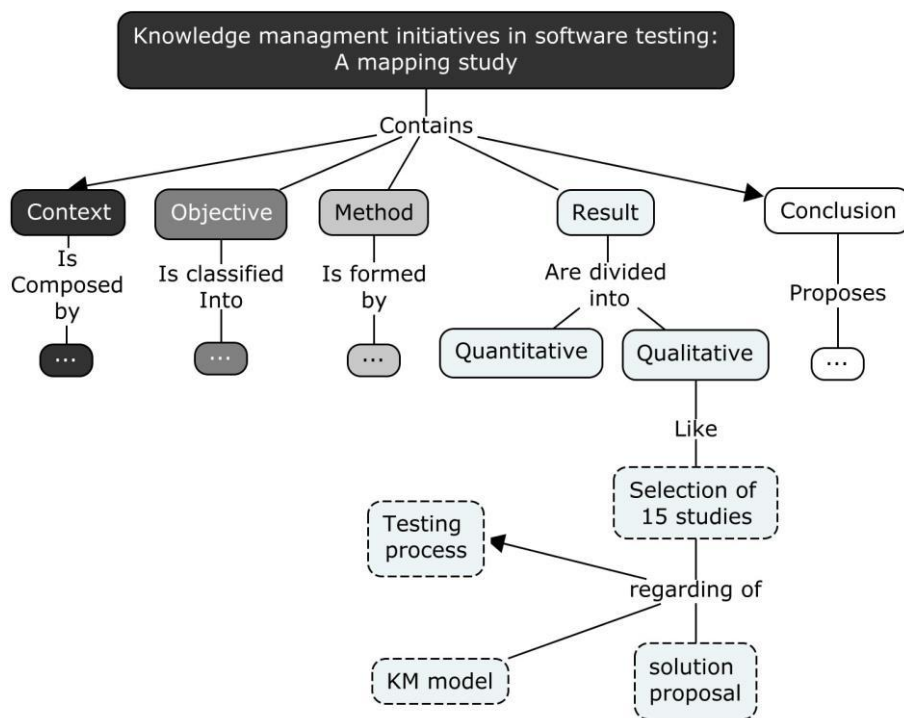 Knowledge managment initiatives in software testing:
A mapping study
Contains
Context
Objective
Method
Result
Conclusion
Is
Composed
by
Is classified
Into
Is formed
by
Are divided
into
Proposes
...
...
...
Quantitative
Qualitative
...
Like
Selection of
15 studies
Testing
process
regarding of
KM model
solution
proposal